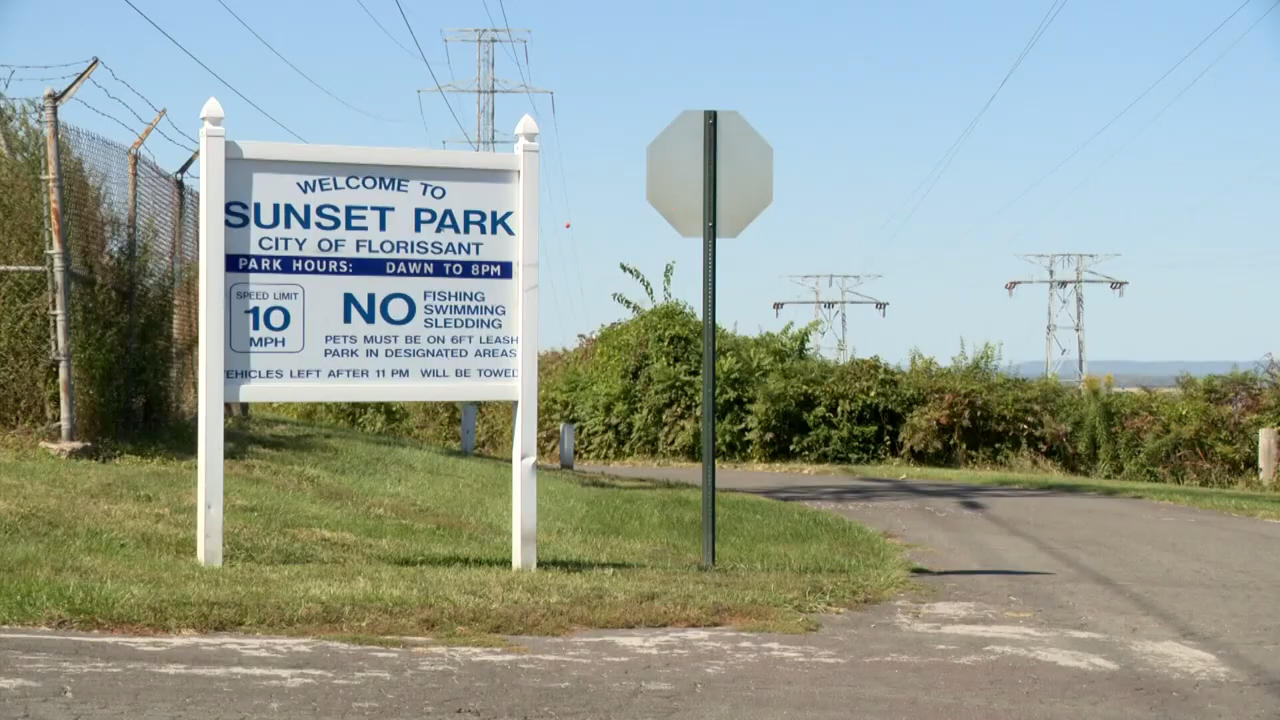 WELCOME TO
SUNSET PARK
CITY OF FLORISSANT
PARK HOURS: DAWN TO 8PM
SPEED LIMIT
10
MPH
NO FISHING
SWIMMING
SLEDDING
PETS MUST BE ON 6FT LEASH
PARK IN DESIGNATED AREAS
EHICLES LEFT AFTER 11 PM WILL BE TOWED